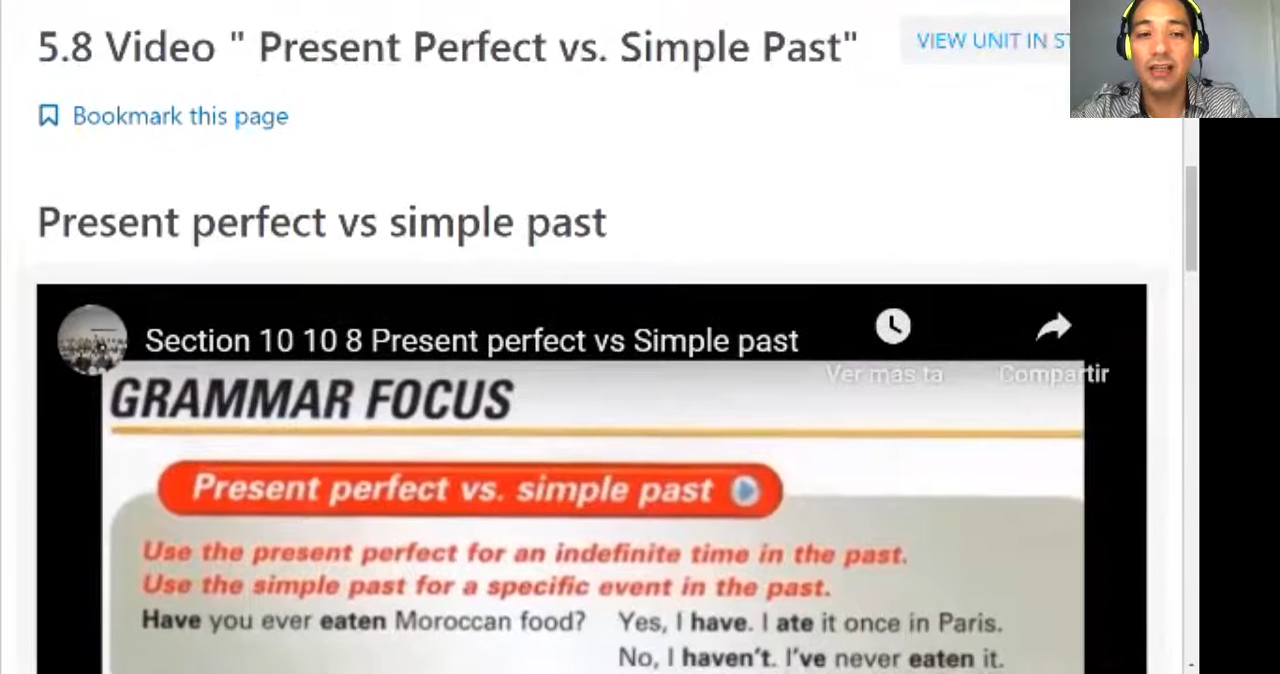 5.8 Video " Present Perfect vs. Simple Past"
VIEW UNIT IN
Bookmark this page
Present perfect vs simple past
Section 10 10 8 Present perfect vs Simple past
Ver más ta
Compartir
GRAMMAR FOCUS
Present perfect vs. simple past
Use the present perfect for an indefinite time in the past.
Use the simple past for a specific event in the past.
Have you ever eaten Moroccan food? Yes, I have. I ate it once in Paris.
No, I haven't. I've never eaten it.